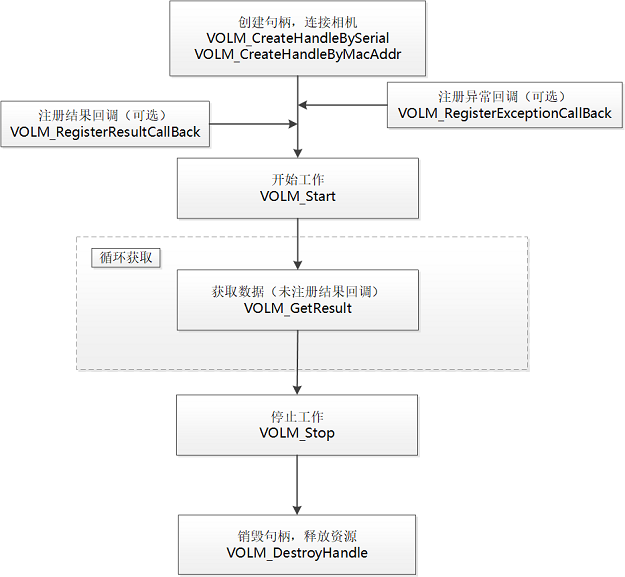 创建句柄，连接相机
VOLM_CreateHandleBySerial
VOLM_CreateHandleByMacAddr
注册异常回调（可选）
VOLM_RegisterExceptionCallBack
注册结果回调（可选）
VOLM_RegisterResultCallBack
开始工作
VOLM_Start
循环获取
获取数据（未注册结果回调）
VOLM_GetResult
停止工作
VOLM_Stop
销毁句柄，释放资源
VOLM_DestroyHandle